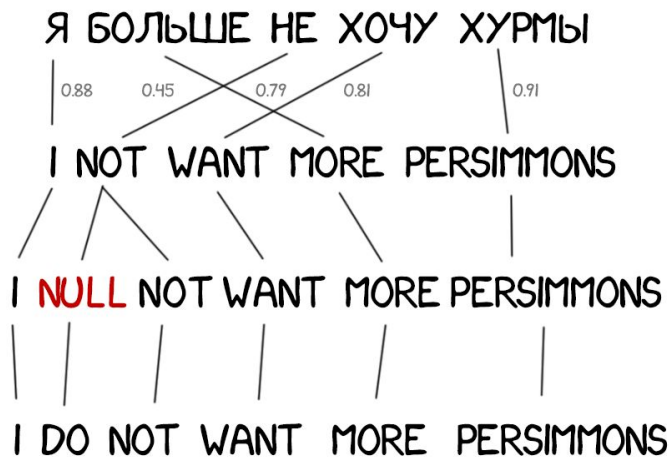 Я БОЛЬШЕ НЕ ХОЧУ ХУРМЫ
0.88 0.45 0.79 0.81 0.91
I NOT WANT MORE PERSIMMONS
I NULL NOT WANT MORE PERSIMMONS
I DO NOT WANT MORE PERSIMMONS